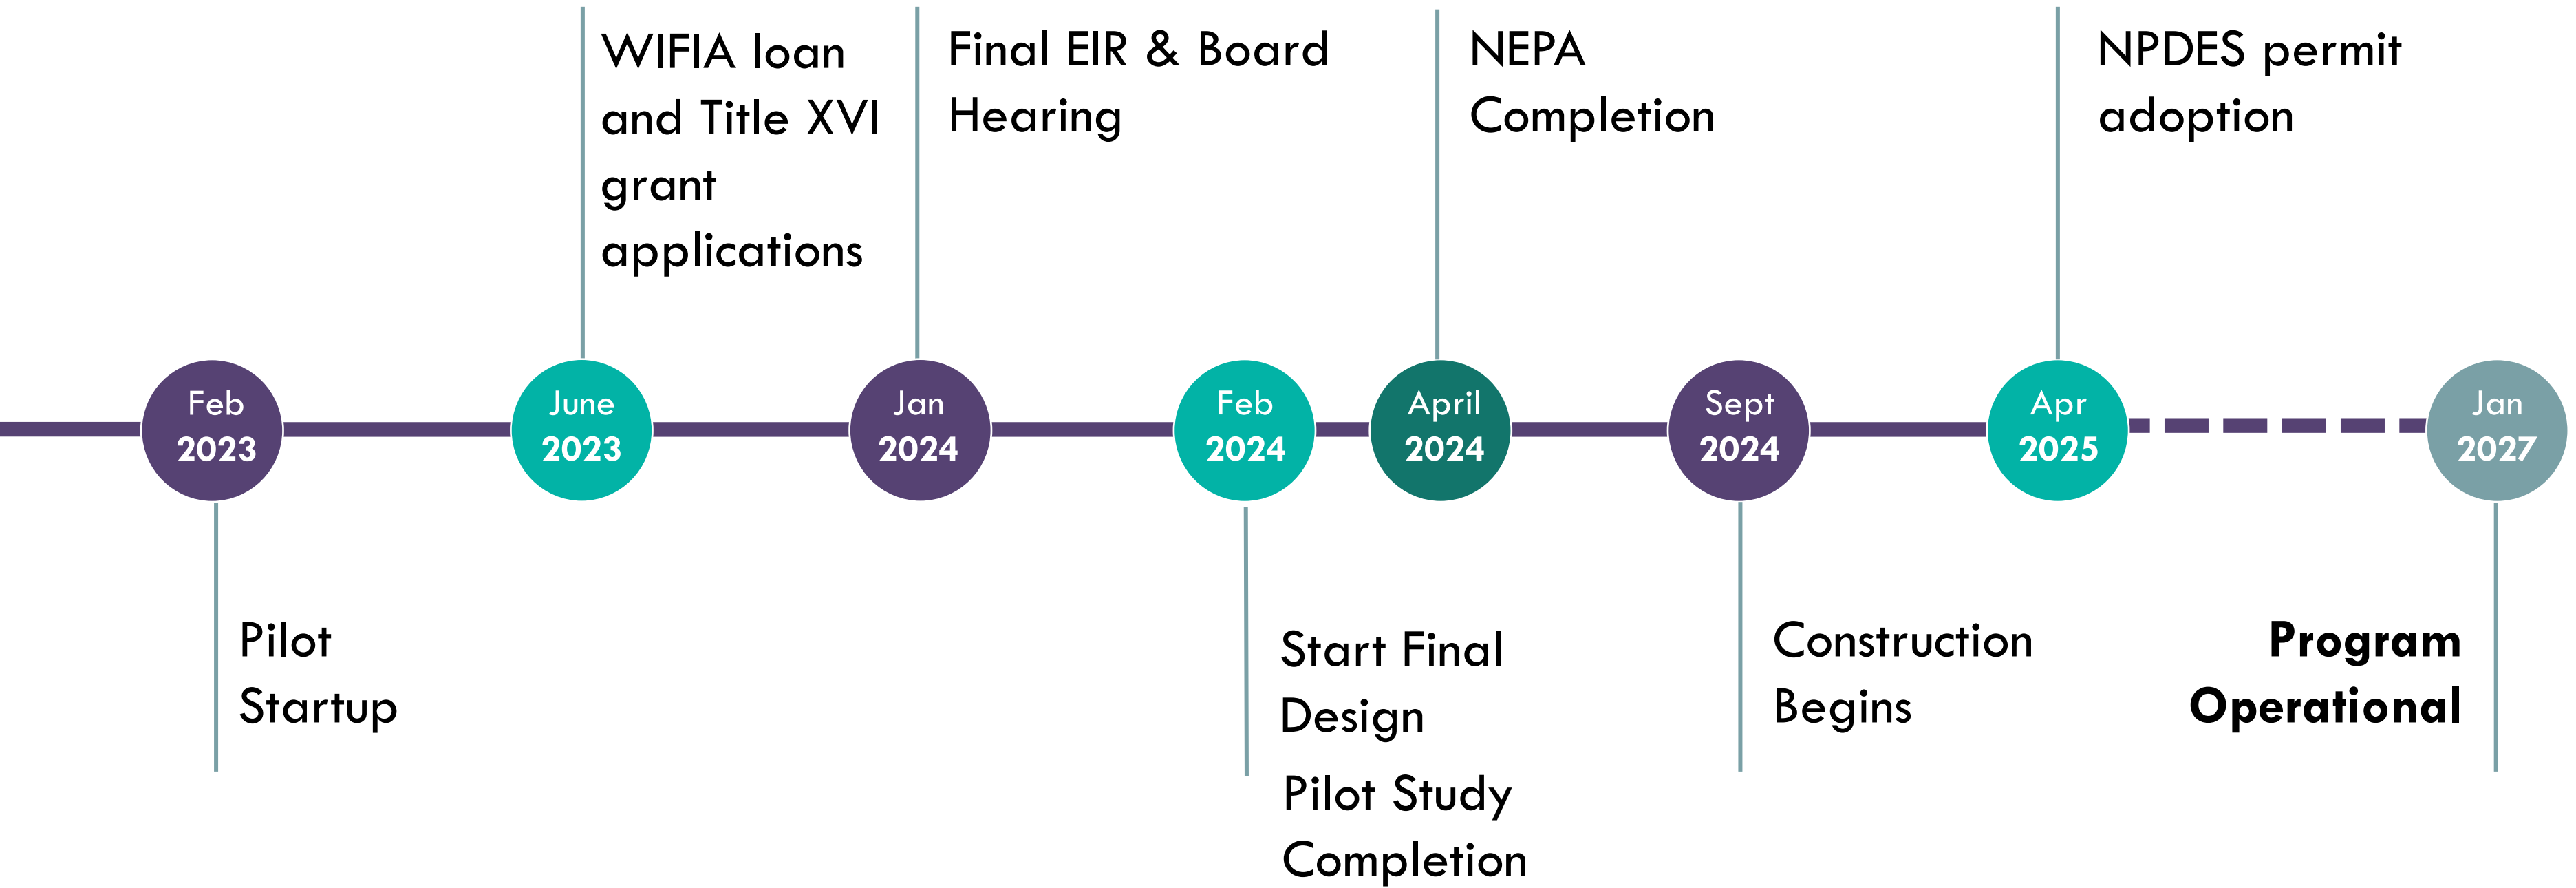 WIFIA loan
and Title XVI
grant
applications
Final EIR & Board
Hearing
NEPA
Completion
NPDES permit
adoption
Feb
2023
June
2023
Jan
2024
Feb
2024
April
2024
Sept
2024
Apr
2025
Jan
2027
Pilot
Startup
Start Final
Design
Pilot Study
Completion
Construction
Begins
Program
Operational